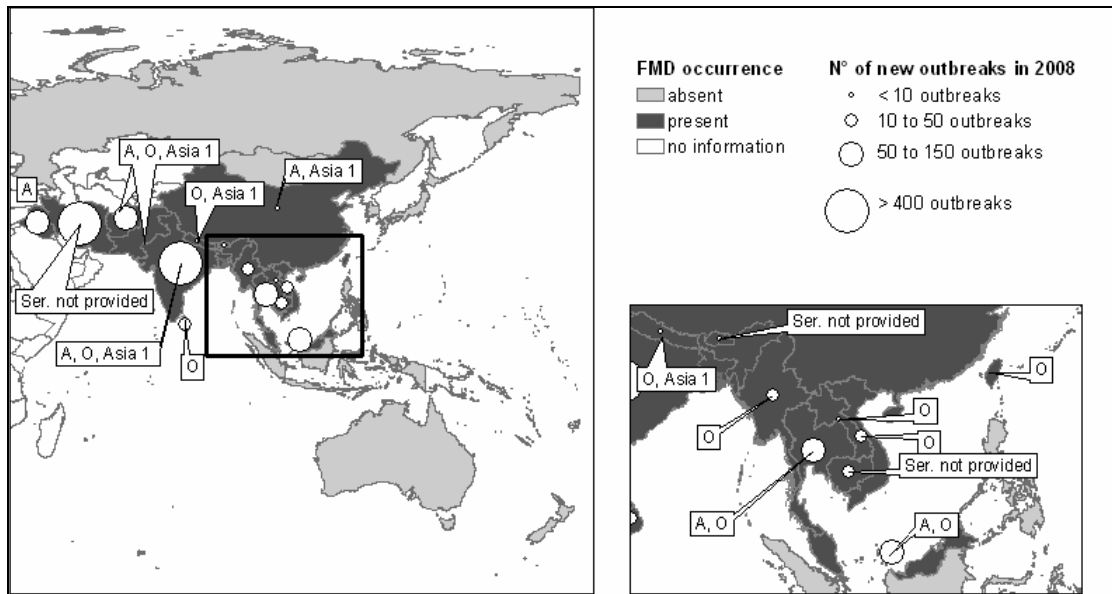 A
A, O, Asia 1
O, Asia 1
A, Asia 1
Ser. not provided
A, O, Asia 1
O
FMD occurrence
absent
present
no information
N° of new outbreaks in 2008
< 10 outbreaks
10 to 50 outbreaks
50 to 150 outbreaks
> 400 outbreaks
Ser. not provided
O, Asia 1
O
O
O
O
Ser. not provided
A, O
A, O